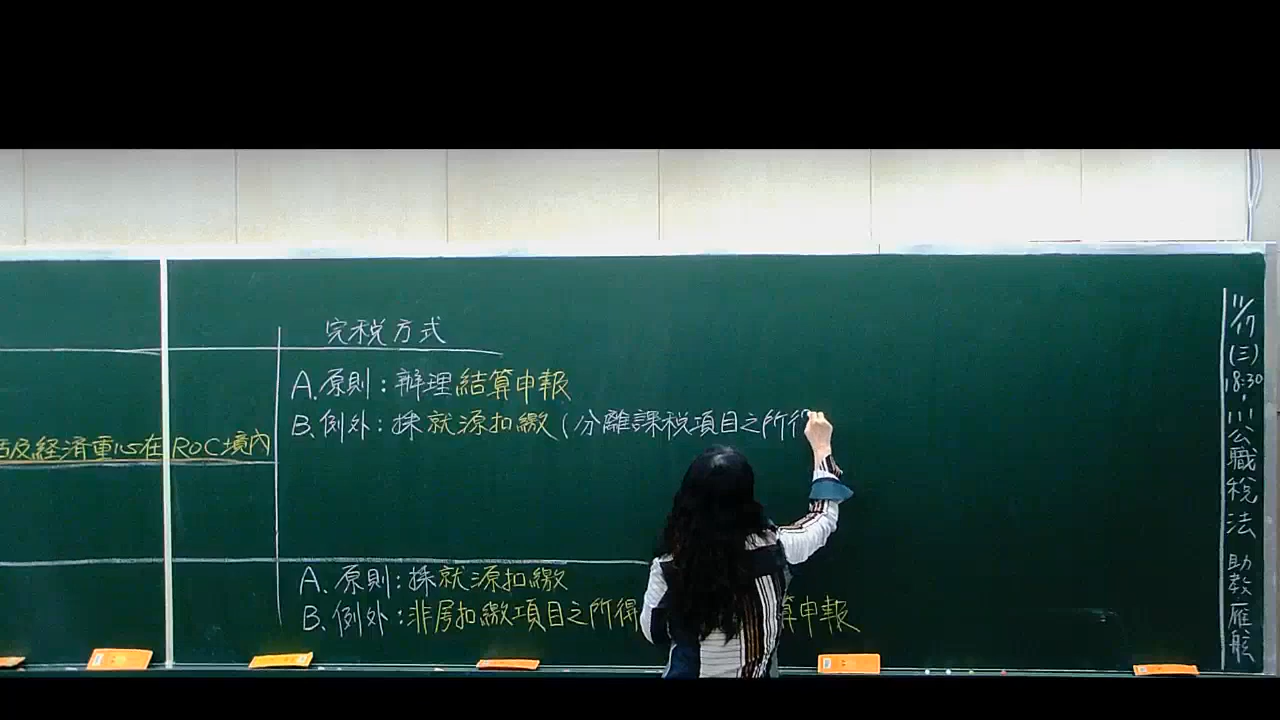 完稅方式
A.原則：辦理結算申報
B.例外：採就源扣繳(分離課稅項目之所得
及經済重心在ROC境內
A.原則：採就源扣繳
B.例外：非屬扣繳項目之所得 算申報
11/17(三)18:30-公職稅法 助教 雁舷